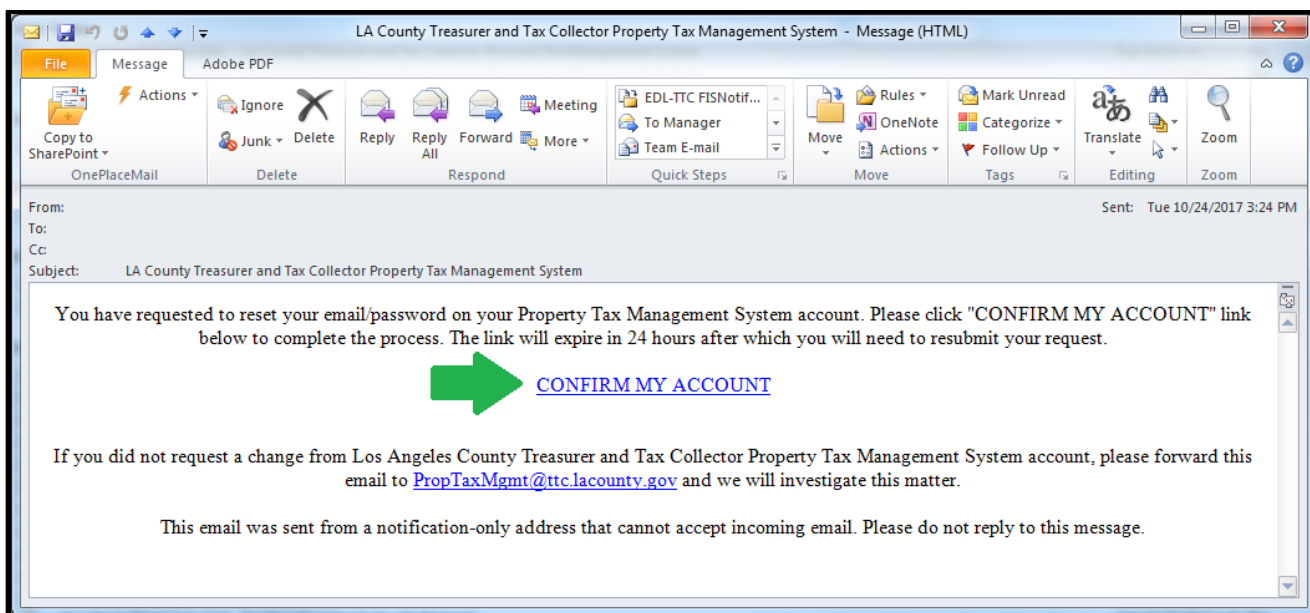 LA County Treasurer and Tax Collector Property Tax Management System - Message (HTML)
File Message Adobe PDF
Copy to SharePoint
Actions
OnePlaceMail
Ignore
Junk
Delete
Delete
Reply
Reply All
Forward
Meeting
More
Respond
EDL-TTC FISNotif...
To Manager
Team E-mail
Quick Steps
Move
Rules
OneNote
Actions
Move
Mark Unread
Categorize
Follow Up
Tags
Translate
Editing
Zoom
Zoom
From:
Sent: Tue 10/24/2017 3:24 PM
To:
Cc:
Subject: LA County Treasurer and Tax Collector Property Tax Management System
You have requested to reset your email/password on your Property Tax Management System account. Please click "CONFIRM MY ACCOUNT" link
below to complete the process. The link will expire in 24 hours after which you will need to resubmit your request.
CONFIRM MY ACCOUNT
If you did not request a change from Los Angeles County Treasurer and Tax Collector Property Tax Management System account, please forward this
email to PropTaxMgmt@ttc.lacounty.gov and we will investigate this matter.
This email was sent from a notification-only address that cannot accept incoming email. Please do not reply to this message.